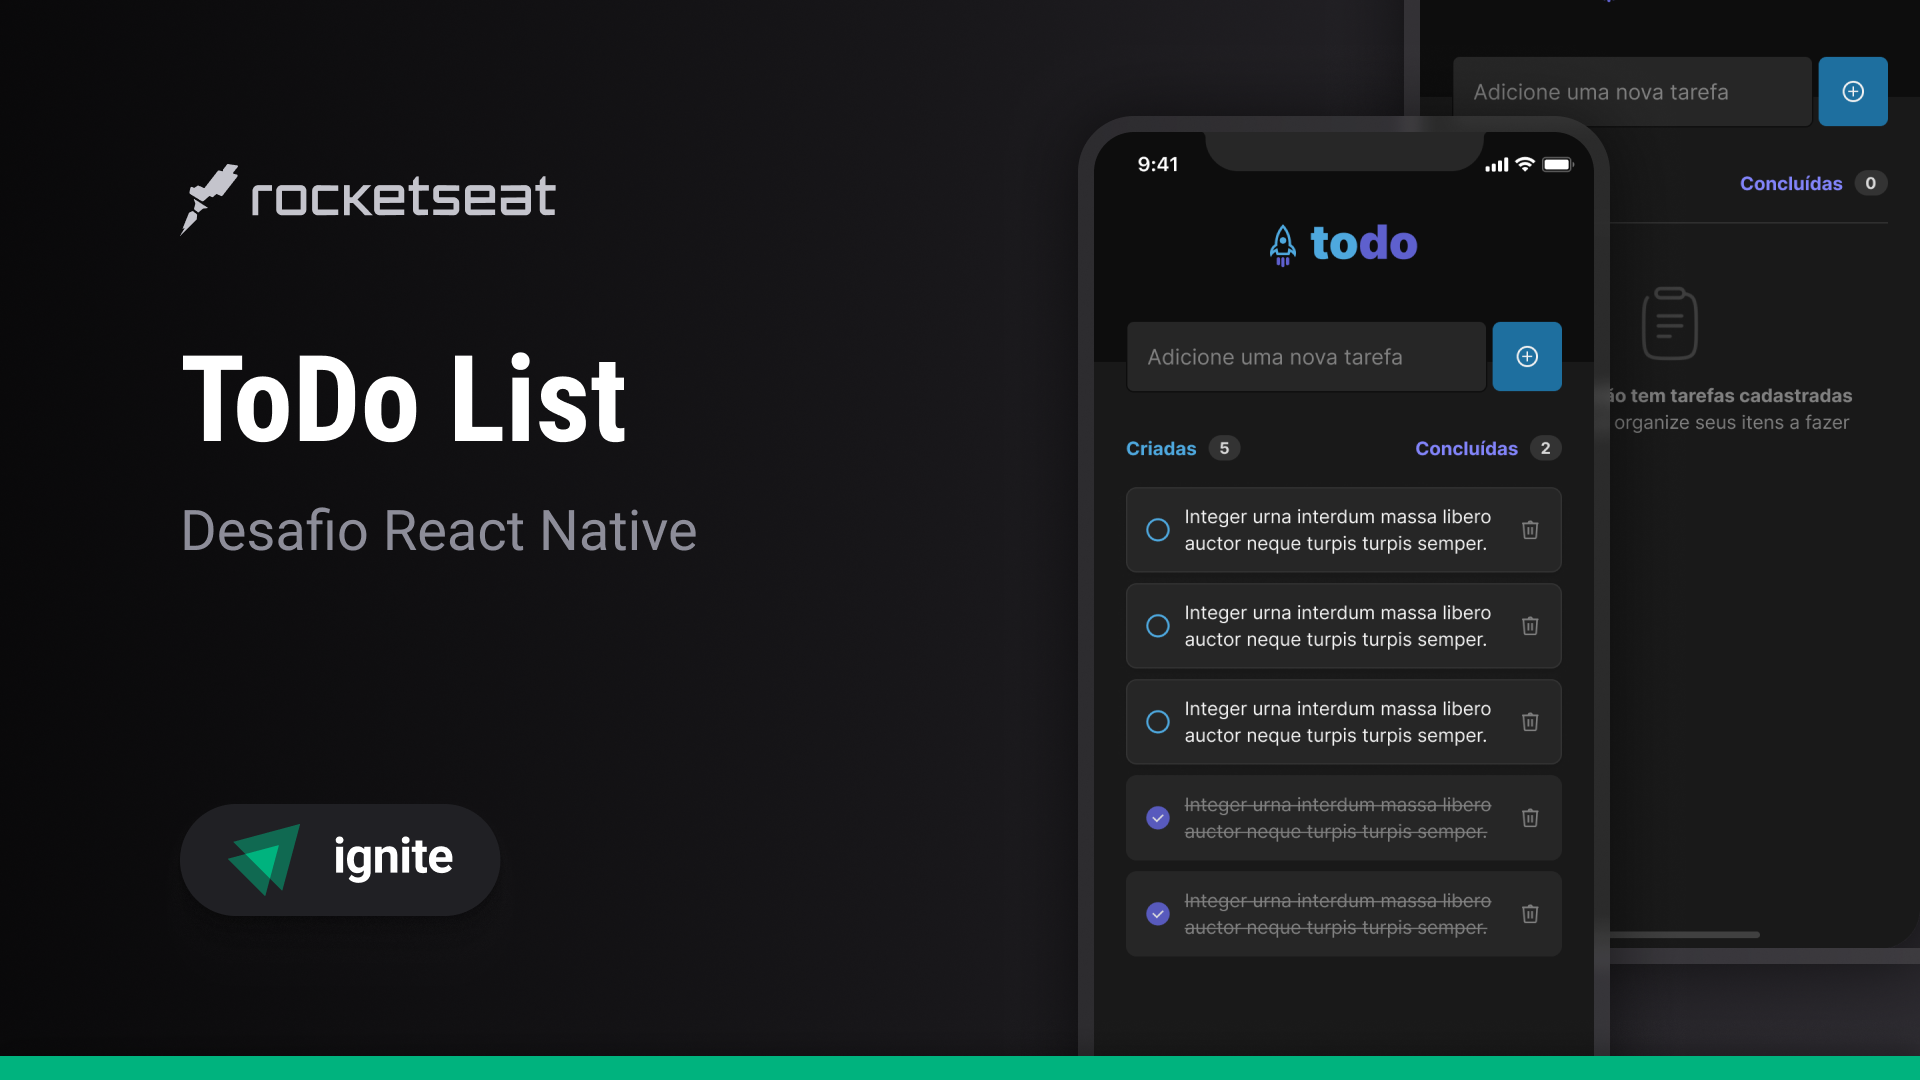 rocketseat
ToDo List
Desafio React Native
ignite
9:41
todo
Adicione uma nova tarefa
Criadas 5
Concluídas 2
Integer urna interdum massa libero
auctor neque turpis turpis semper.
Integer urna interdum massa libero
auctor neque turpis turpis semper.
Integer urna interdum massa libero
auctor neque turpis turpis semper.
Integer urna interdum massa libero
auctor neque turpis turpis semper.
Integer urna interdum massa libero
auctor neque turpis turpis semper.
Adicione uma nova tarefa
Concluídas 0
tem tarefas cadastradas
organize seus itens a fazer